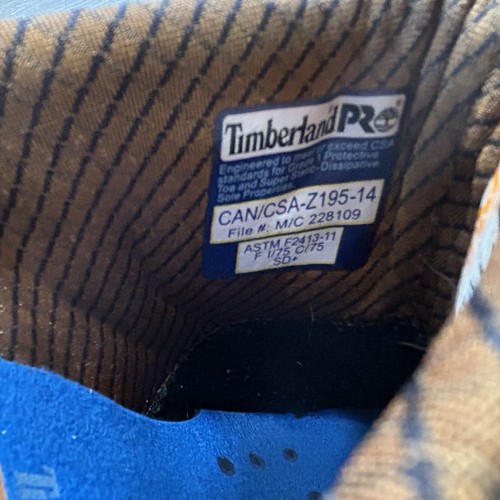 Timberland PRO
Engineered to meet or exceed CSA
standards for Grade 1 Protective
Toe and Super Static-Dissipative
Sole Properties.
CAN/CSA-Z195-14
File #: M/C 228109
ASTM F2413-11
F I/75 C/75
SD+